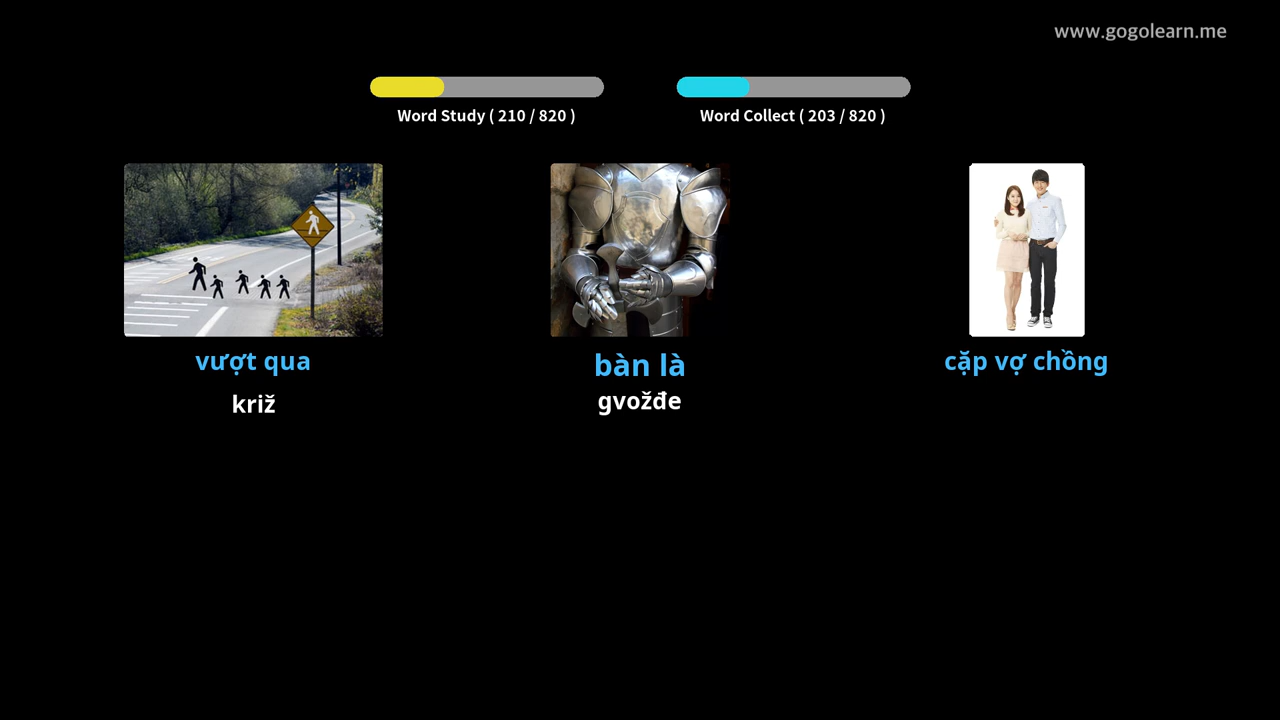 www.gogolearn.me
Word Study ( 210 / 820 )
Word Collect ( 203 / 820 )
vượt qua
križ
bàn là
gvožđe
cặp vợ chồng